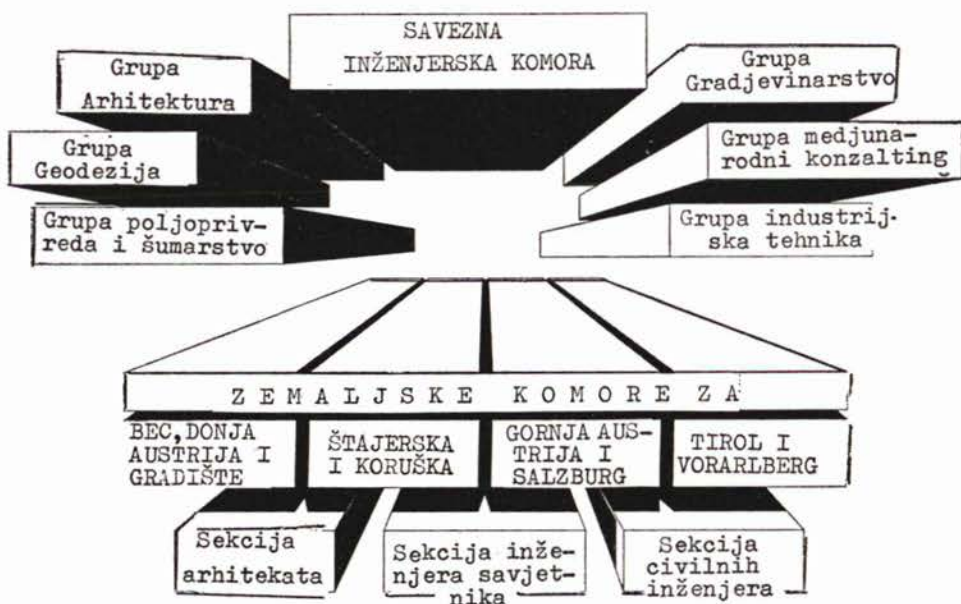 SAVEZNA
INŽENJERSKA KOMORA
Grupa
Arhitektura
Grupa
Gradjevinarstvo
Grupa
Geodezija
Grupa medjuna-
rodni konzalting
Grupa poljopriv-
reda i šumarstvo
Grupa industrij-
ska tehnika
ZEMALJSKE KOMORE ZA
BEC, DONJA
AUSTRIJA I
GRADIŠTE
ŠTAJERSKA
I KORUŠKA
GORNJA AUS-
TRIJA I
SALZBURG
TIROL I
VORARLBERG
Sekcija
arhitekata
Sekcija inže-
njera savjet-
nika
Sekcija
civilnih
inženjera